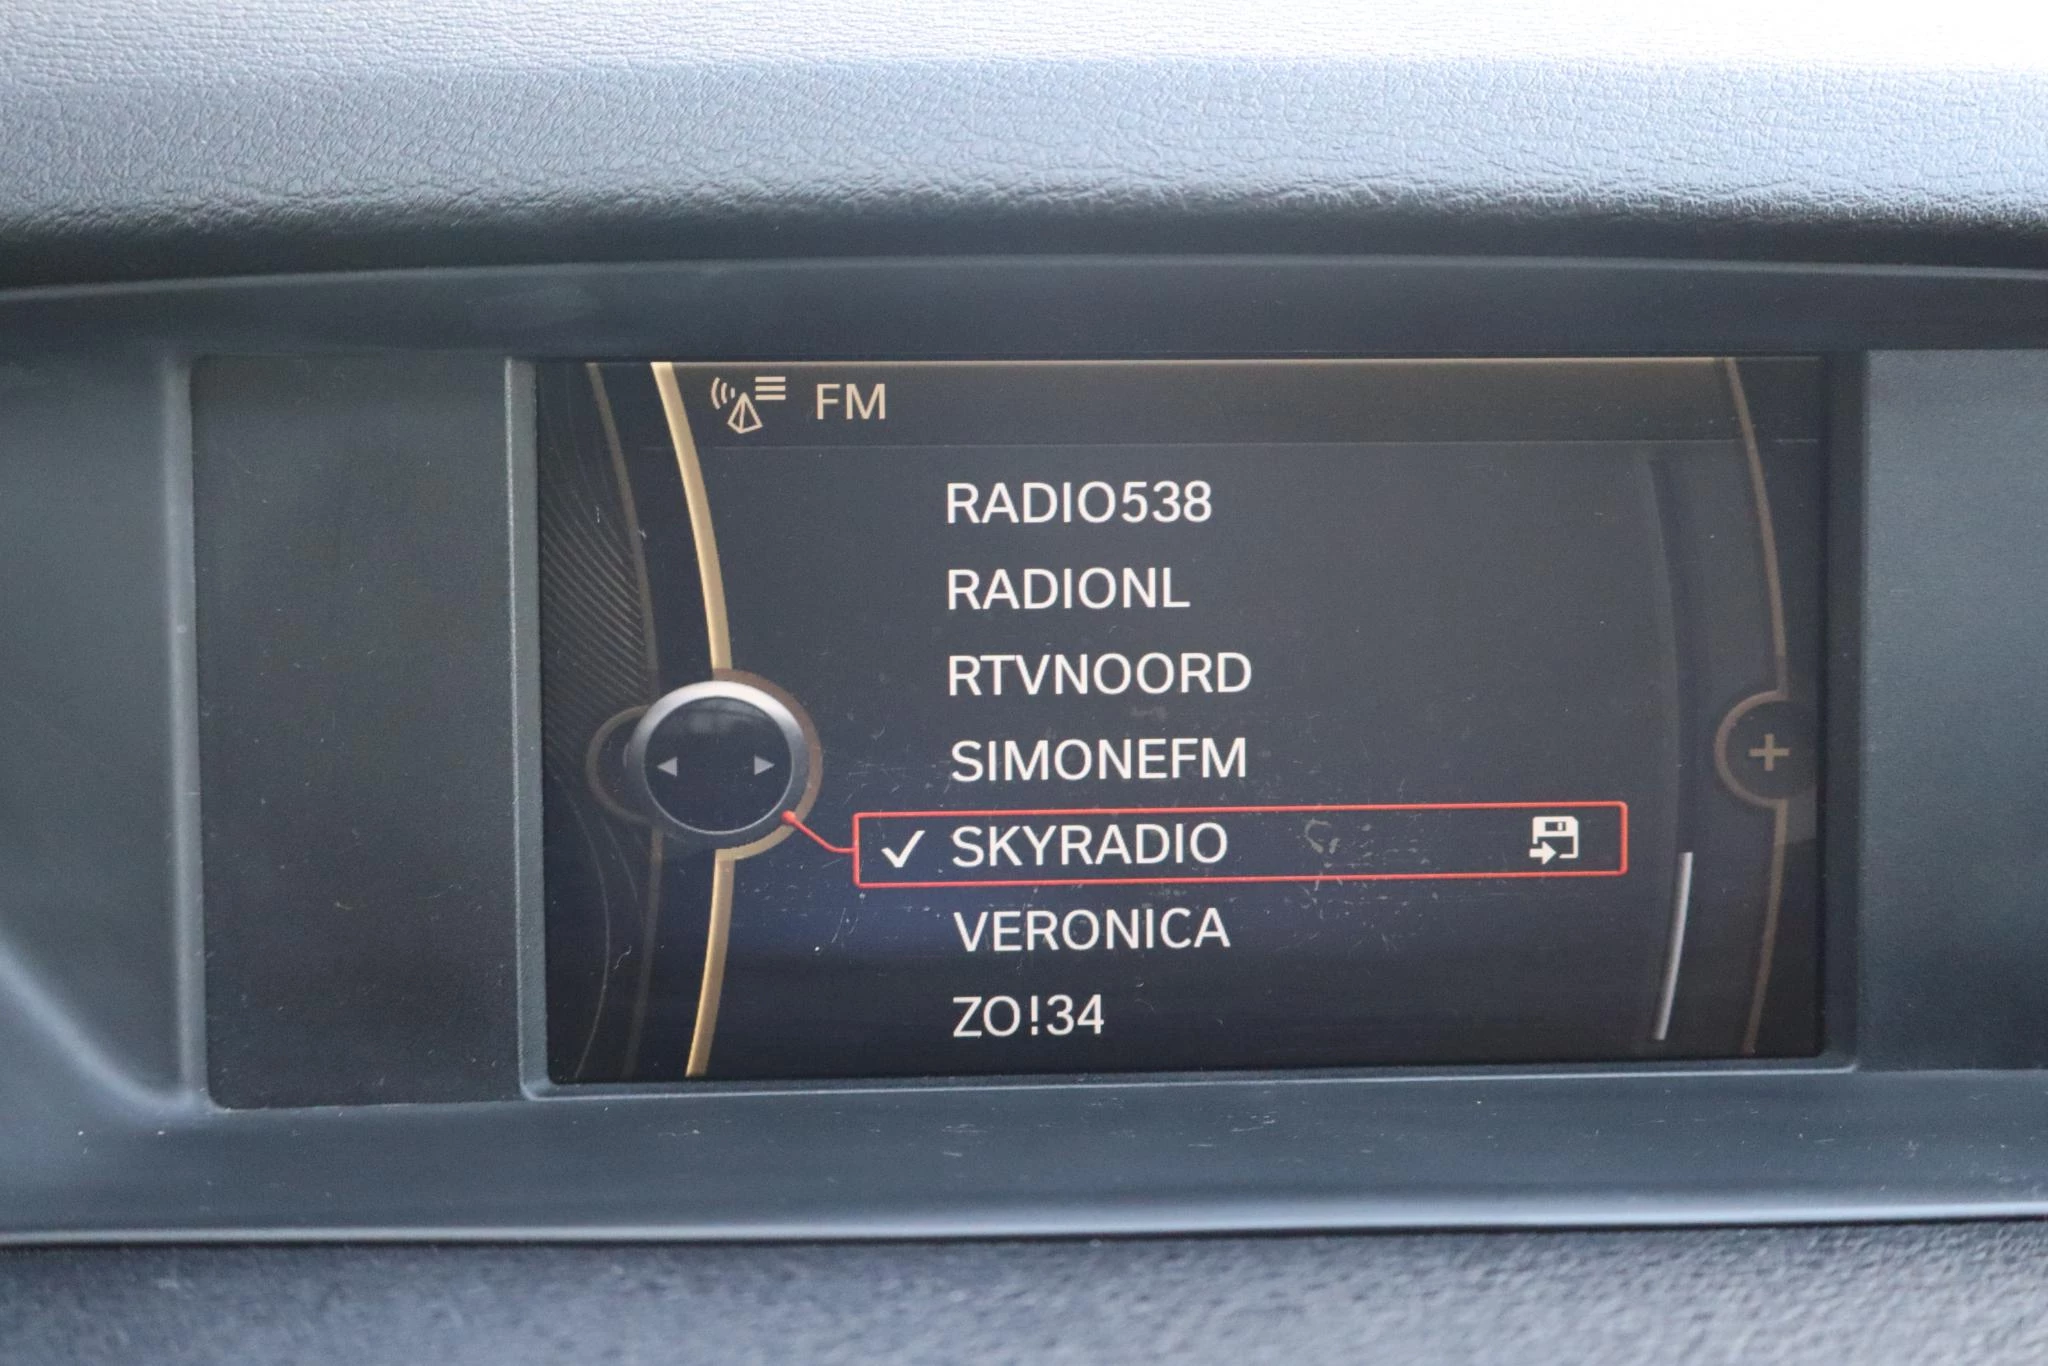 FM
RADIO538
RADIONL
RTVNOORD
SIMONEFM
SKYRADIO
VERONICA
ZO!34